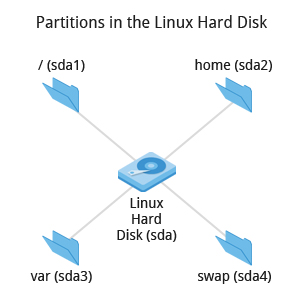 Partitions in the Linux Hard Disk
/ (sda1)
home (sda2)
Linux
Hard
Disk (sda)
var (sda3)
swap (sda4)